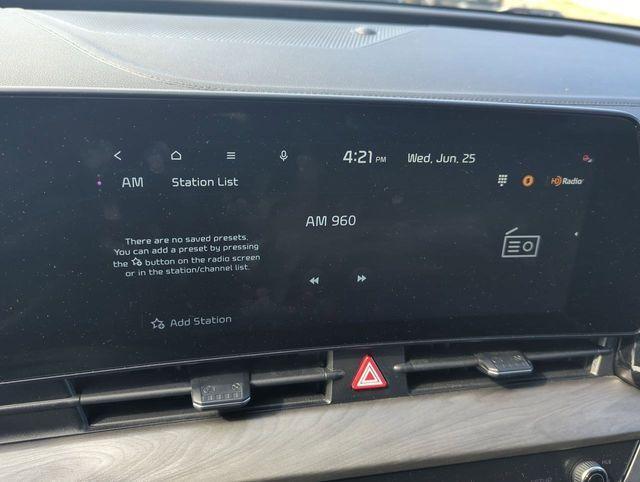 4:21 PM Wed, Jun. 25
AM Station List HD Radio
AM 960
There are no saved presets.
You can add a preset by pressing
the button on the radio screen
or in the station/channel list.
Add Station